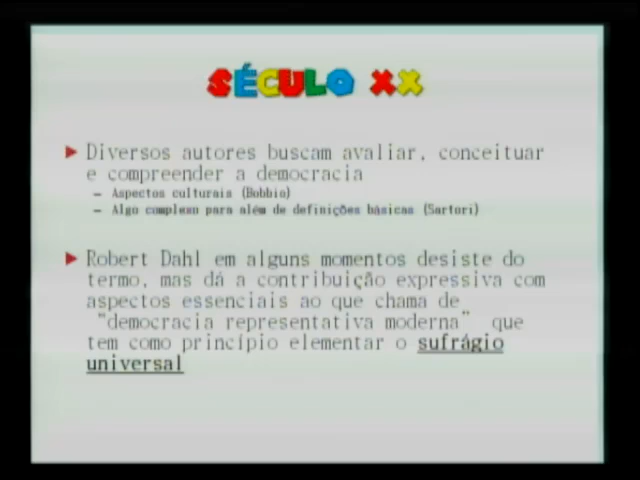 SÉCULO XX
Diversos autores buscam avaliar, conceituar
e compreender a democracia
– Aspectos culturais (Bobbio)
– Algo complexo para além de definições básicas (Sartori)
Robert Dahl em alguns momentos desiste do
termo, mas dá a contribuição expressiva com
aspectos essenciais ao que chama de
"democracia representativa moderna" que
tem como princípio elementar o sufrágio
universal